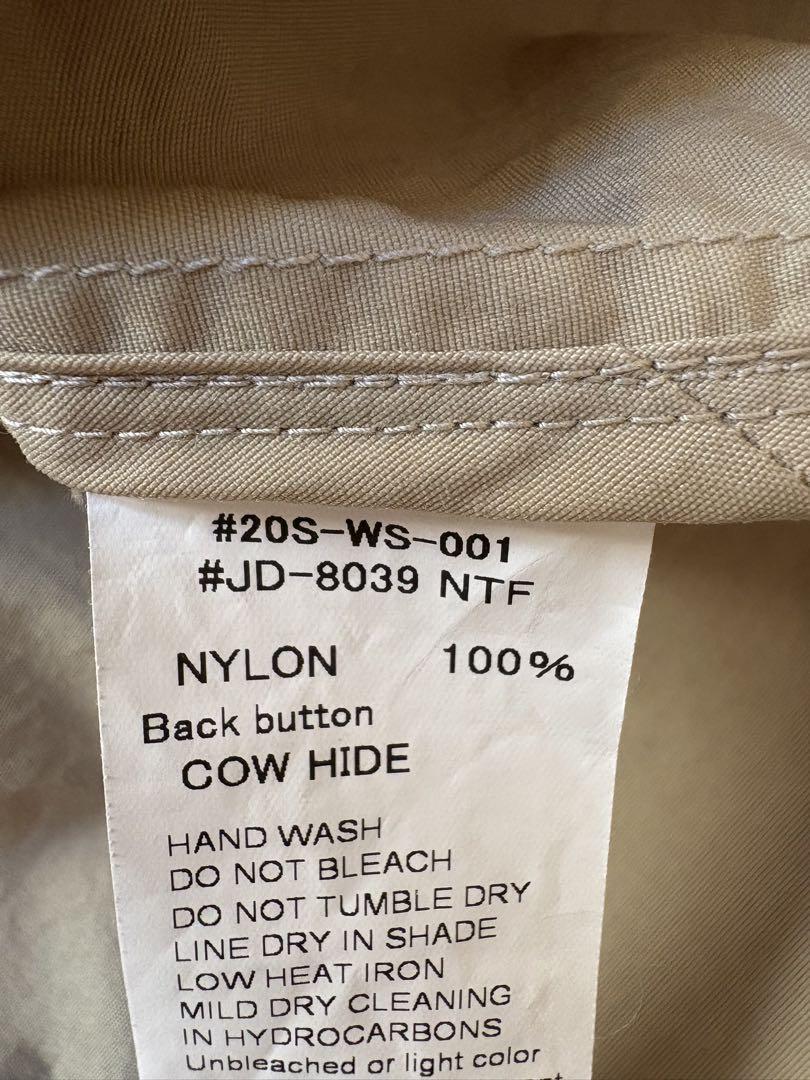 #20S-WS-001
#JD-8039 NTF
NYLON 100%
Back button
COW HIDE
HAND WASH
DO NOT BLEACH
DO NOT TUMBLE DRY
LINE DRY IN SHADE
LOW HEAT IRON
MILD DRY CLEANING
IN HYDROCARBONS
Unbleached or light color